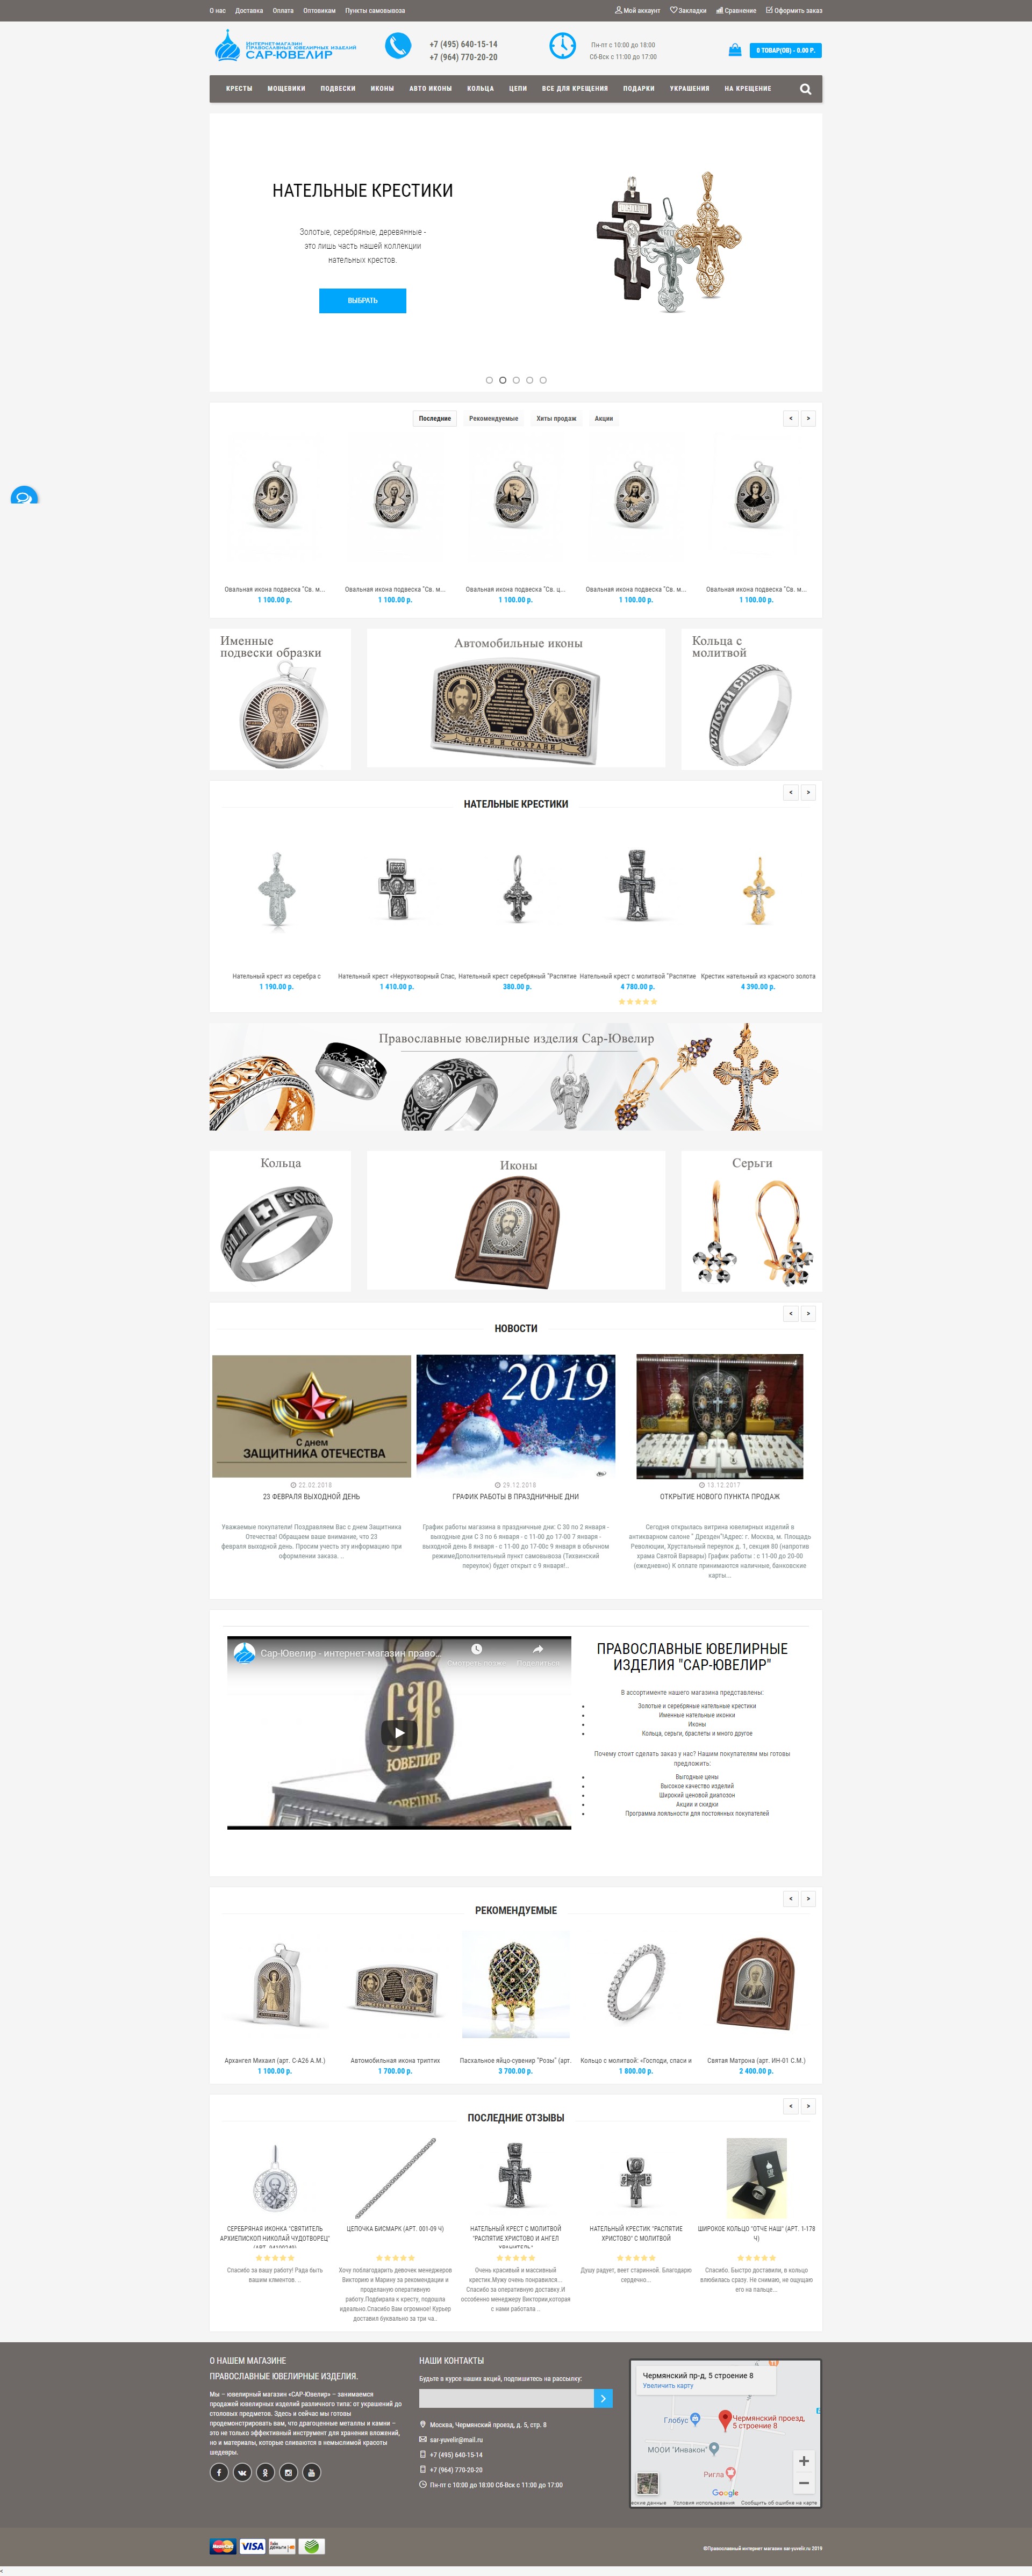 О нас Доставка Оплата Оптовикам Пункты самовывоза
Мой аккаунт Закладки Сравнение Оформить заказ
Интернет-магазин
Православных ювелирных изделий
САР-ЮВЕЛИР
+7 (495) 640-15-14
+7 (964) 770-20-20
Пн-пт с 10:00 до 18:00
Сб-Вск с 11:00 до 17:00
0 ТОВАР(ОВ) - 0.00 Р.
КРЕСТЫ МОЩЕВИКИ ПОДВЕСКИ ИКОНЫ АВТО ИКОНЫ КОЛЬЦА ЦЕПИ ВСЕ ДЛЯ КРЕЩЕНИЯ ПОДАРКИ УКРАШЕНИЯ НА КРЕЩЕНИЕ
НАТЕЛЬНЫЕ КРЕСТИКИ
Золотые, серебряные, деревянные -
это лишь часть нашей коллекции
нательных крестов.
ВЫБРАТЬ
Последние Рекомендуемые Хиты продаж Акции
< >
Овальная икона подвеска "Св. м... Овальная икона подвеска "Св. м... Овальная икона подвеска "Св. ц... Овальная икона подвеска "Св. м... Овальная икона подвеска "Св. м...
1 100.00 р. 1 100.00 р. 1 100.00 р. 1 100.00 р. 1 100.00 р.
Именные
подвески образки
Автомобильные иконы
СПАСИ И СОХРАНИ
Кольца с
молитвой
< >
НАТЕЛЬНЫЕ КРЕСТИКИ
Нательный крест из серебра с Нательный крест «Нерукотворный Спас, Нательный крест серебряный "Распятие Нательный крест с молитвой "Распятие Крестик нательный из красного золота
1 190.00 р. 1 410.00 р. 380.00 р. 4 780.00 р. 4 390.00 р.
Православные ювелирные изделия Сар-Ювелир
Кольца
Иконы
Серьги
< >
НОВОСТИ
С днем
ЗАЩИТНИКА ОТЕЧЕСТВА
2019
22.02.2018
23 ФЕВРАЛЯ ВЫХОДНОЙ ДЕНЬ
Уважаемые покупатели! Поздравляем Вас с днем Защитника
Отечества! Обращаем ваше внимание, что 23
февраля выходной день. Просим учесть эту информацию при
оформлении заказа. ..
29.12.2018
ГРАФИК РАБОТЫ В ПРАЗДНИЧНЫЕ ДНИ
График работы магазина в праздничные дни: С 30 по 2 января -
выходные дни С 3 по 6 января - с 11-00 до 17-00 7 января -
выходной день 8 января - с 11-00 до 17-00с 9 января в обычном
режимеДополнительный пункт самовывоза (Тихвинский
переулок) будет открыт с 9 января!..
13.12.2017
ОТКРЫТИЕ НОВОГО ПУНКТА ПРОДАЖ
Сегодня открылась витрина ювелирных изделий в
антикварном салоне " Дрезден"!Адрес: г. Москва, м. Площадь
Революции, Хрустальный переулок д. 1, секция 80 (напротив
храма Святой Варвары) График работы : с 11-00 до 20-00
(ежедневно) К оплате принимаются наличные, банковские
карты...
Сар-Ювелир - интернет-магазин право...
Смотреть позже Поделиться
САР
ЮВЕЛИР
ПРАВОСЛАВНЫЕ ЮВЕЛИРНЫЕ
ИЗДЕЛИЯ "САР-ЮВЕЛИР"
В ассортименте нашего магазина представлены:
Золотые и серебряные нательные крестики
Именные нательные иконки
Иконы
Кольца, серьги, браслеты и много другое
Почему стоит сделать заказ у нас? Нашим покупателям мы готовы
предложить:
Выгодные цены
Высокое качество изделий
Широкий ценовой диапозон
Акции и скидки
Программа лояльности для постоянных покупателей
< >
РЕКОМЕНДУЕМЫЕ
Архангел Михаил (арт. С-А26 А.М.) Автомобильная икона триптих Пасхальное яйцо-сувенир "Розы" (арт. Кольцо с молитвой: «Господи, спаси и Святая Матрона (арт. ИН-01 С.М.)
1 100.00 р. 1 700.00 р. 3 700.00 р. 1 800.00 р. 2 400.00 р.
< >
ПОСЛЕДНИЕ ОТЗЫВЫ
СЕРЕБРЯНАЯ ИКОНКА "СВЯТИТЕЛЬ
АРХИЕПИСКОП НИКОЛАЙ ЧУДОТВОРЕЦ"
Спасибо за вашу работу! Рада быть
вашим клиентов. ..
ЦЕПОЧКА БИСМАРК (АРТ. 001-09 Ч)
Хочу поблагодарить девочек менеджеров
Викторию и Марину за рекомендации и
проделаную оперативную
работу.Подбирала к кресту, подошла
идеально Спасибо Вам огромное! Курьер
доставил буквально за три ча..
НАТЕЛЬНЫЙ КРЕСТ С МОЛИТВОЙ
"РАСПЯТИЕ ХРИСТОВО И АНГЕЛ
ХРАНИТЕЛЬ"
Очень красивый и массивный
крестик.Мужу очень понравился...
Спасибо за оперативную доставку.И
особенно менеджеру Виктории,которая
с нами работала ..
НАТЕЛЬНЫЙ КРЕСТИК "РАСПЯТИЕ
ХРИСТОВО" С МОЛИТВОЙ
Душу радует, веет старинной. Благодарю
сердечно...
ШИРОКОЕ КОЛЬЦО "ОТЧЕ НАШ" (АРТ. 1-178
Ч)
Спасибо. Быстро доставили, в кольцо
влюбилась сразу. Не снимаю, не ощущаю
его на пальце...
О НАШЕМ МАГАЗИНЕ
ПРАВОСЛАВНЫЕ ЮВЕЛИРНЫЕ ИЗДЕЛИЯ.
Мы – ювелирный магазин «САР-Ювелир» – занимаемся
продажей ювелирных изделий различного типа: от украшений до
столовых предметов. Здесь и сейчас мы готовы
продемонстрировать вам, что драгоценные металлы и камни –
это не только эффективный инструмент для хранения вложений,
но и материалы, которые сливаются в немыслимой красоты
шедевры.
НАШИ КОНТАКТЫ
Будьте в курсе наших акций, подпишитесь на рассылку:
Москва, Чермянский проезд, д. 5, стр. 8
sar-yuvelir@mail.ru
+7 (495) 640-15-14
+7 (964) 770-20-20
Пн-пт с 10:00 до 18:00 Сб-Вск с 11:00 до 17:00
Чермянский пр-д, 5 строение 8
Увеличить карту
Глобус
Чермянский проезд,
5 строение 8
МООИ "Инвакон"
Ригла
Google
Условия использования Сообщить об ошибке на карте
MasterCard VISA
©Православный интернет магазин sar-yuvelir.ru 2019
<